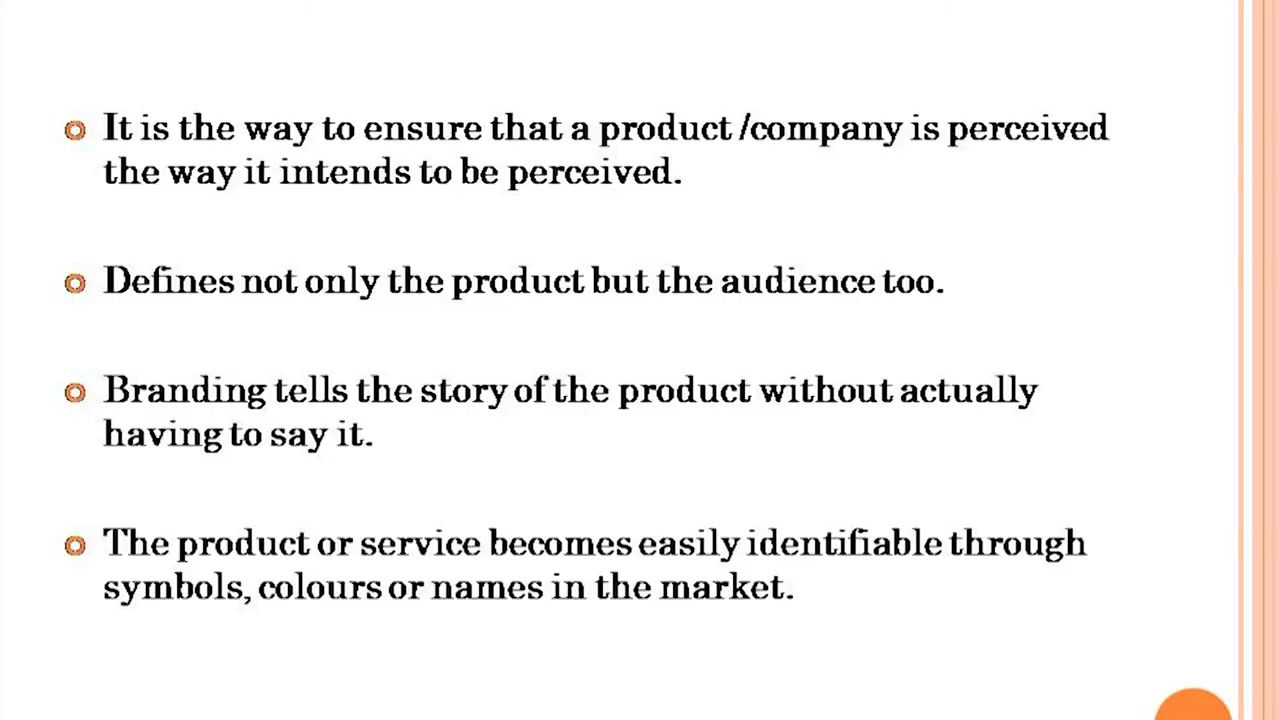 It is the way to ensure that a product /company is perceived
the way it intends to be perceived.
Defines not only the product but the audience too.
Branding tells the story of the product without actually
having to say it.
The product or service becomes easily identifiable through
symbols, colours or names in the market.